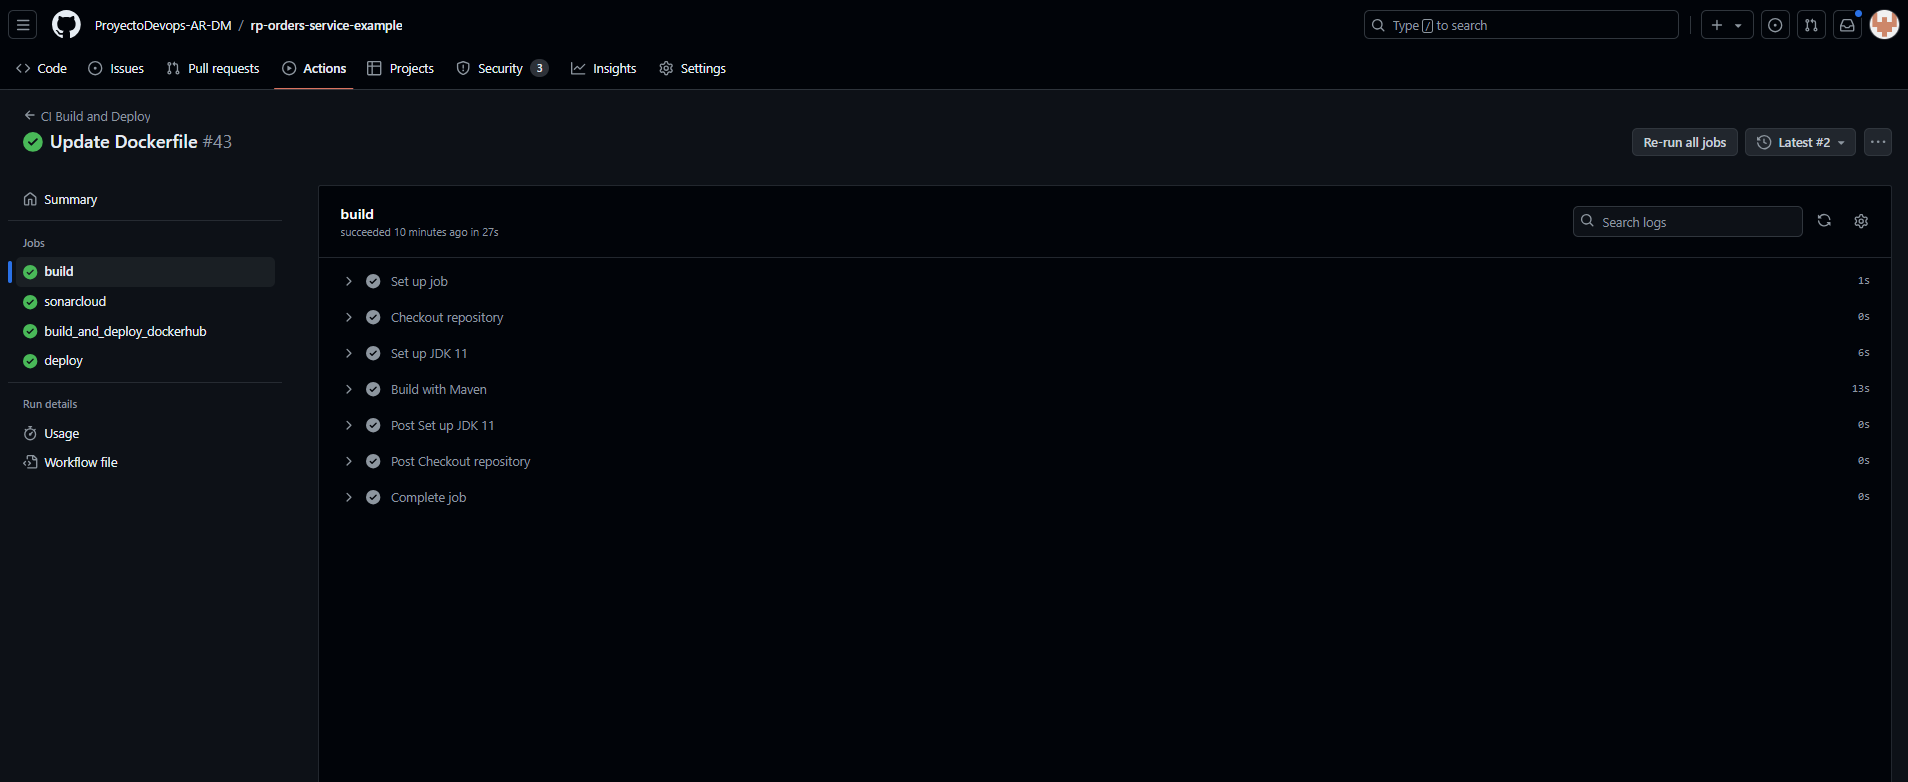 ProyectoDevops-AR-DM / rp-orders-service-example
Type / to search
Code
Issues
Pull requests
Actions
Projects
Security 3
Insights
Settings
CI Build and Deploy
Update Dockerfile #43
Re-run all jobs
Latest #2
Summary
Jobs
build
sonarcloud
build_and_deploy_dockerhub
deploy
Run details
Usage
Workflow file
build
succeeded 10 minutes ago in 27s
Search logs
Set up job 1s
Checkout repository 0s
Set up JDK 11 6s
Build with Maven 13s
Post Set up JDK 11 0s
Post Checkout repository 0s
Complete job 0s